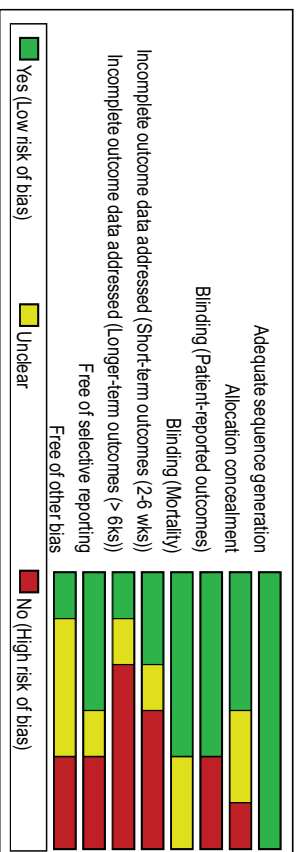 Adequate sequence generation
Allocation concealment
Blinding (Patient-reported outcomes)
Blinding (Mortality)
Incomplete outcome data addressed (Short-term outcomes (2-6 wks))
Incomplete outcome data addressed (Longer-term outcomes (> 6ks))
Free of selective reporting
Free of other bias
Yes (Low risk of bias)
Unclear
No (High risk of bias)